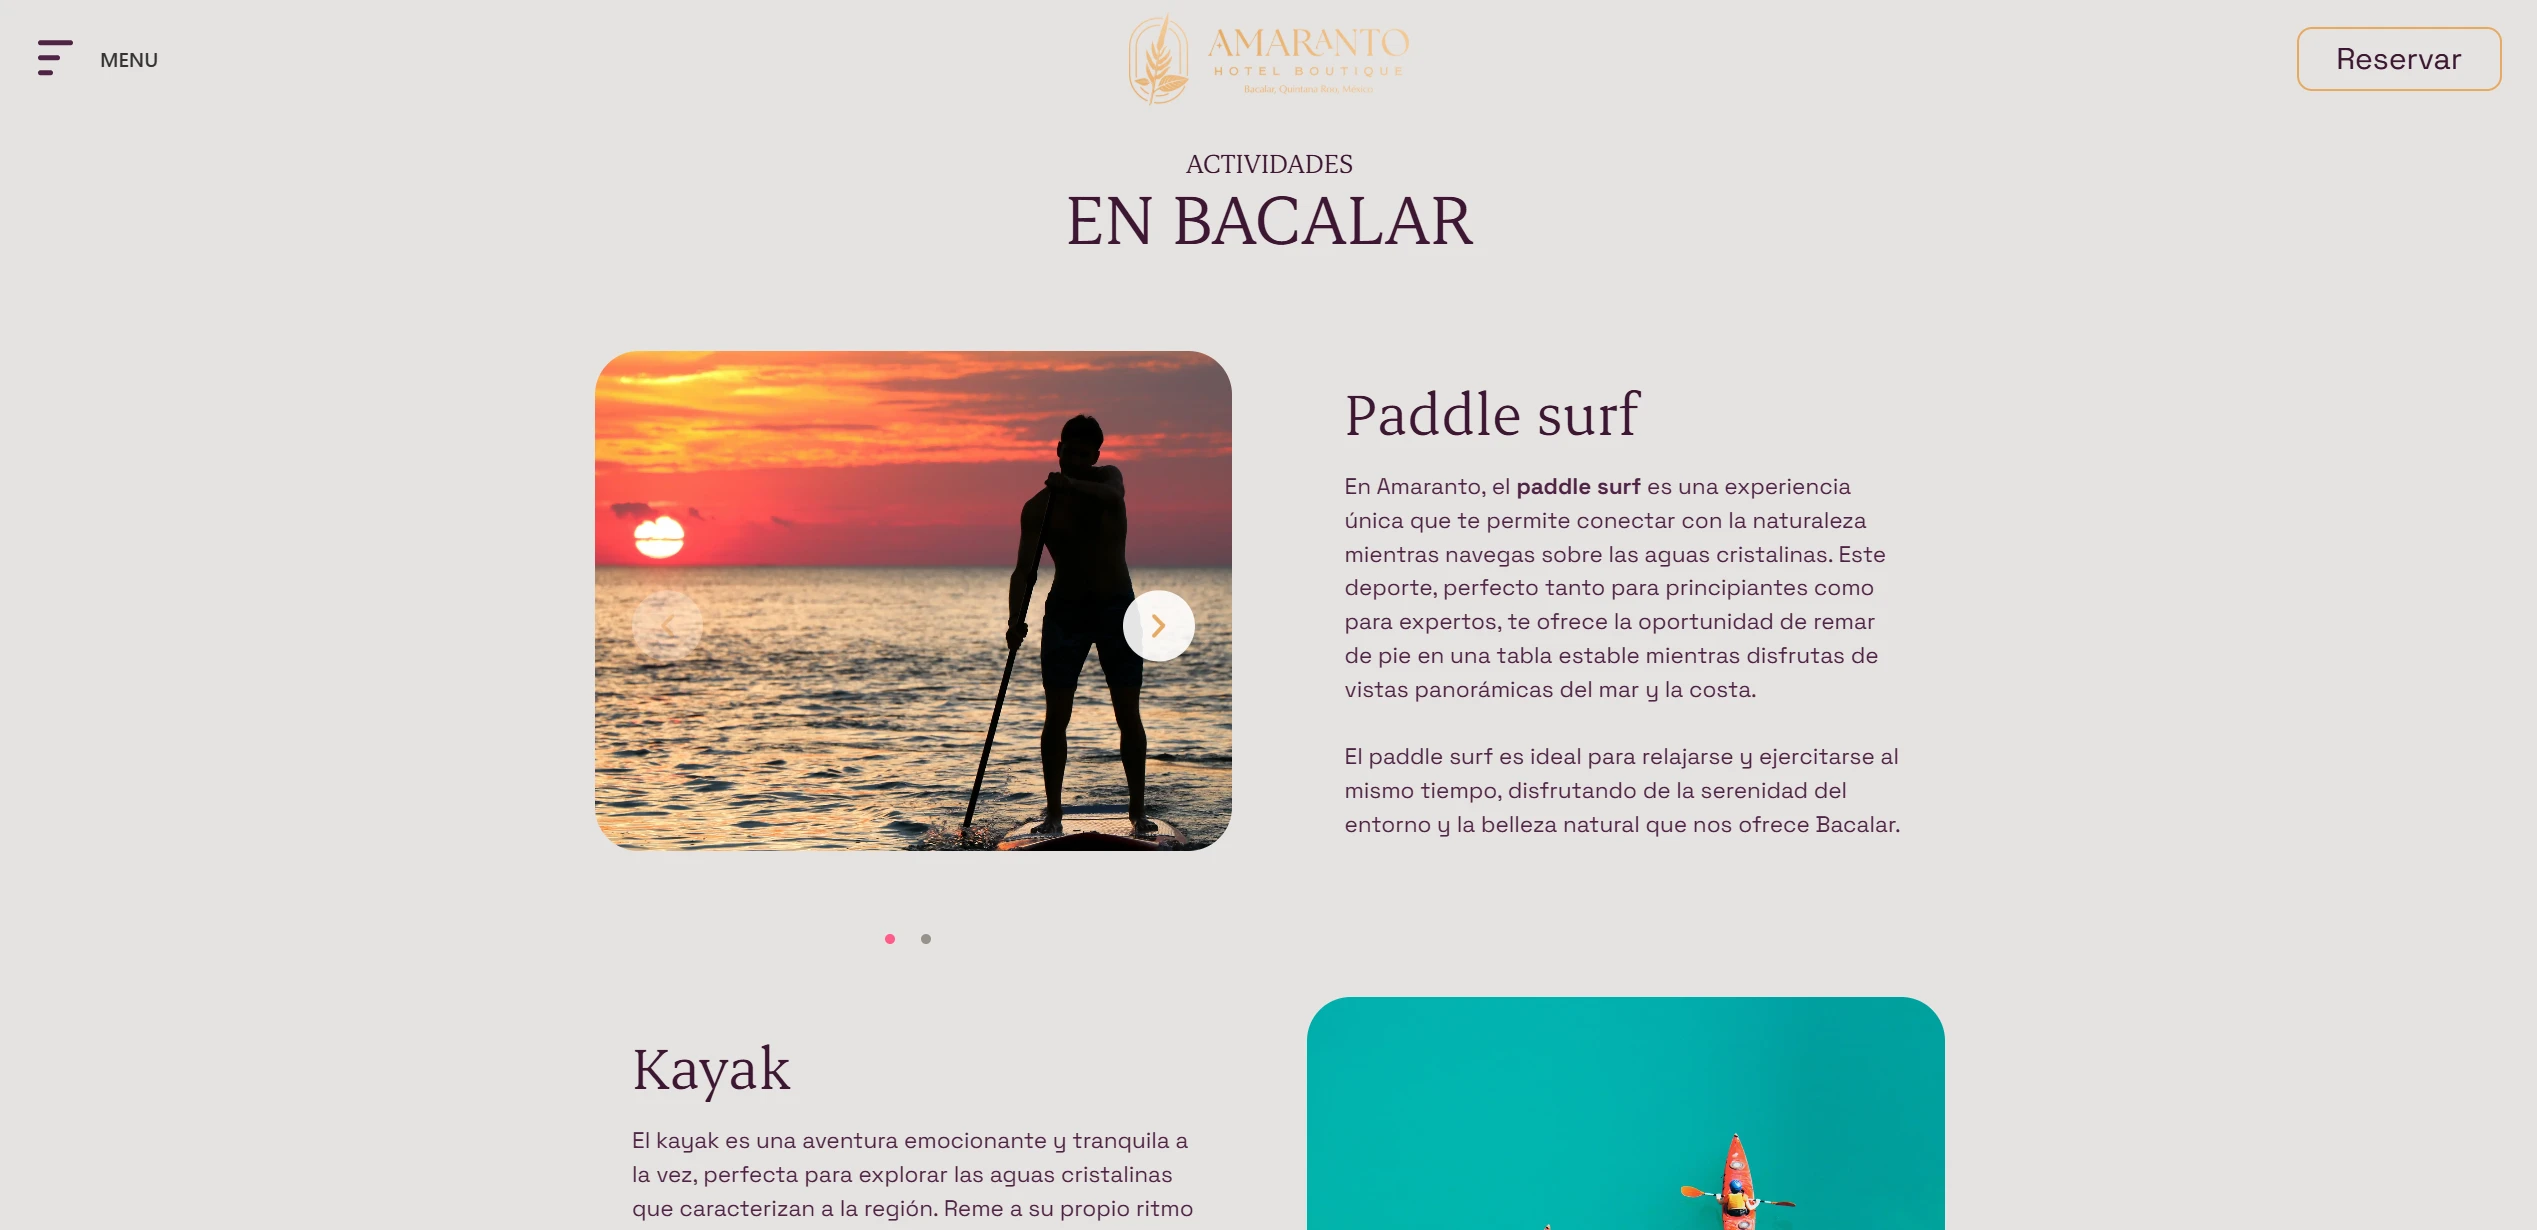 MENU
AMARANTO
HOTEL BOUTIQUE
Bacalar, Quintana Roo, México
Reservar
ACTIVIDADES
EN BACALAR
Paddle surf
En Amaranto, el paddle surf es una experiencia
única que te permite conectar con la naturaleza
mientras navegas sobre las aguas cristalinas. Este
deporte, perfecto tanto para principiantes como
para expertos, te ofrece la oportunidad de remar
de pie en una tabla estable mientras disfrutas de
vistas panorámicas del mar y la costa.
El paddle surf es ideal para relajarse y ejercitarse al
mismo tiempo, disfrutando de la serenidad del
entorno y la belleza natural que nos ofrece Bacalar.
Kayak
El kayak es una aventura emocionante y tranquila a
la vez, perfecta para explorar las aguas cristalinas
que caracterizan a la región. Reme a su propio ritmo